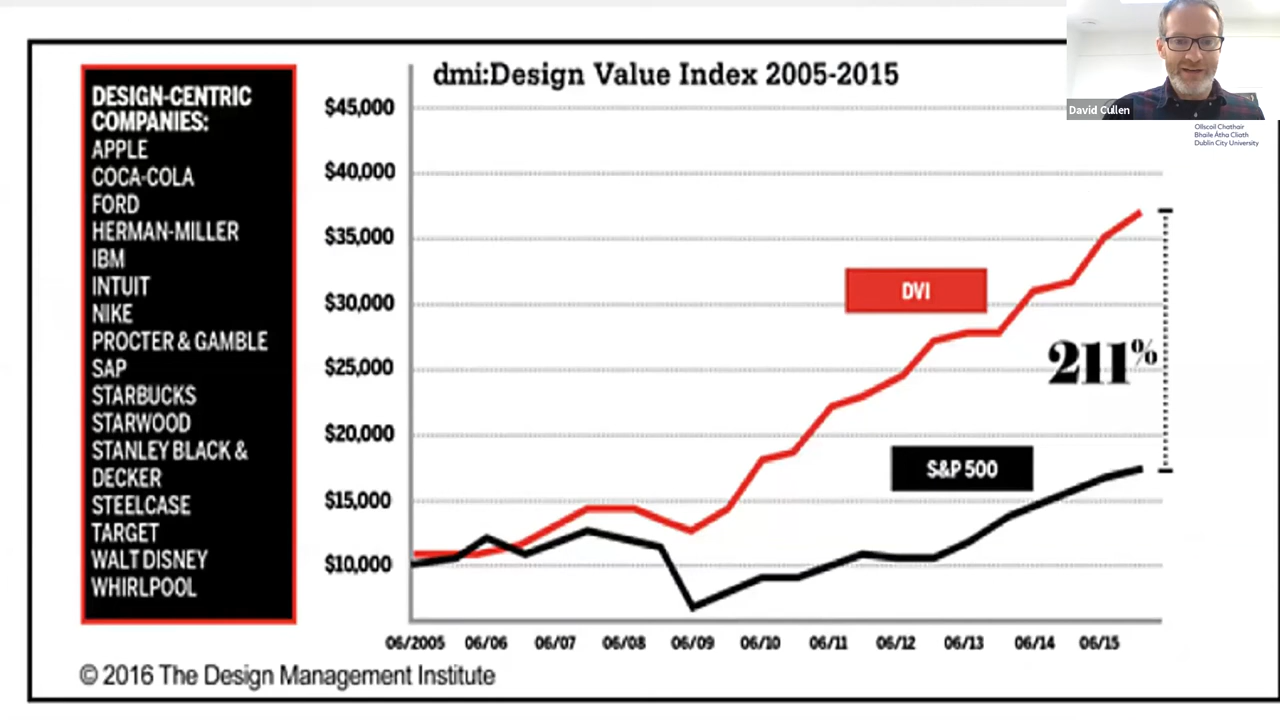 DESIGN-CENTRIC
COMPANIES:
APPLE
COCA-COLA
FORD
HERMAN-MILLER
IBM
INTUIT
NIKE
PROCTER & GAMBLE
SAP
STARBUCKS
STARWOOD
STANLEY BLACK &
DECKER
STEELCASE
TARGET
WALT DISNEY
WHIRLPOOL
dmi:Design Value Index 2005-2015
$45,000
$40,000
$35,000
$30,000
$25,000
$20,000
$15,000
$10,000
DVI
211%
S&P 500
06/2005 06/06 06/07 06/08 06/09 06/10 06/11 06/12 06/13 06/14 06/15
© 2016 The Design Management Institute
David Cullen
Ollscoil Chathair
Bhaile Átha Cliath
Dublin City University